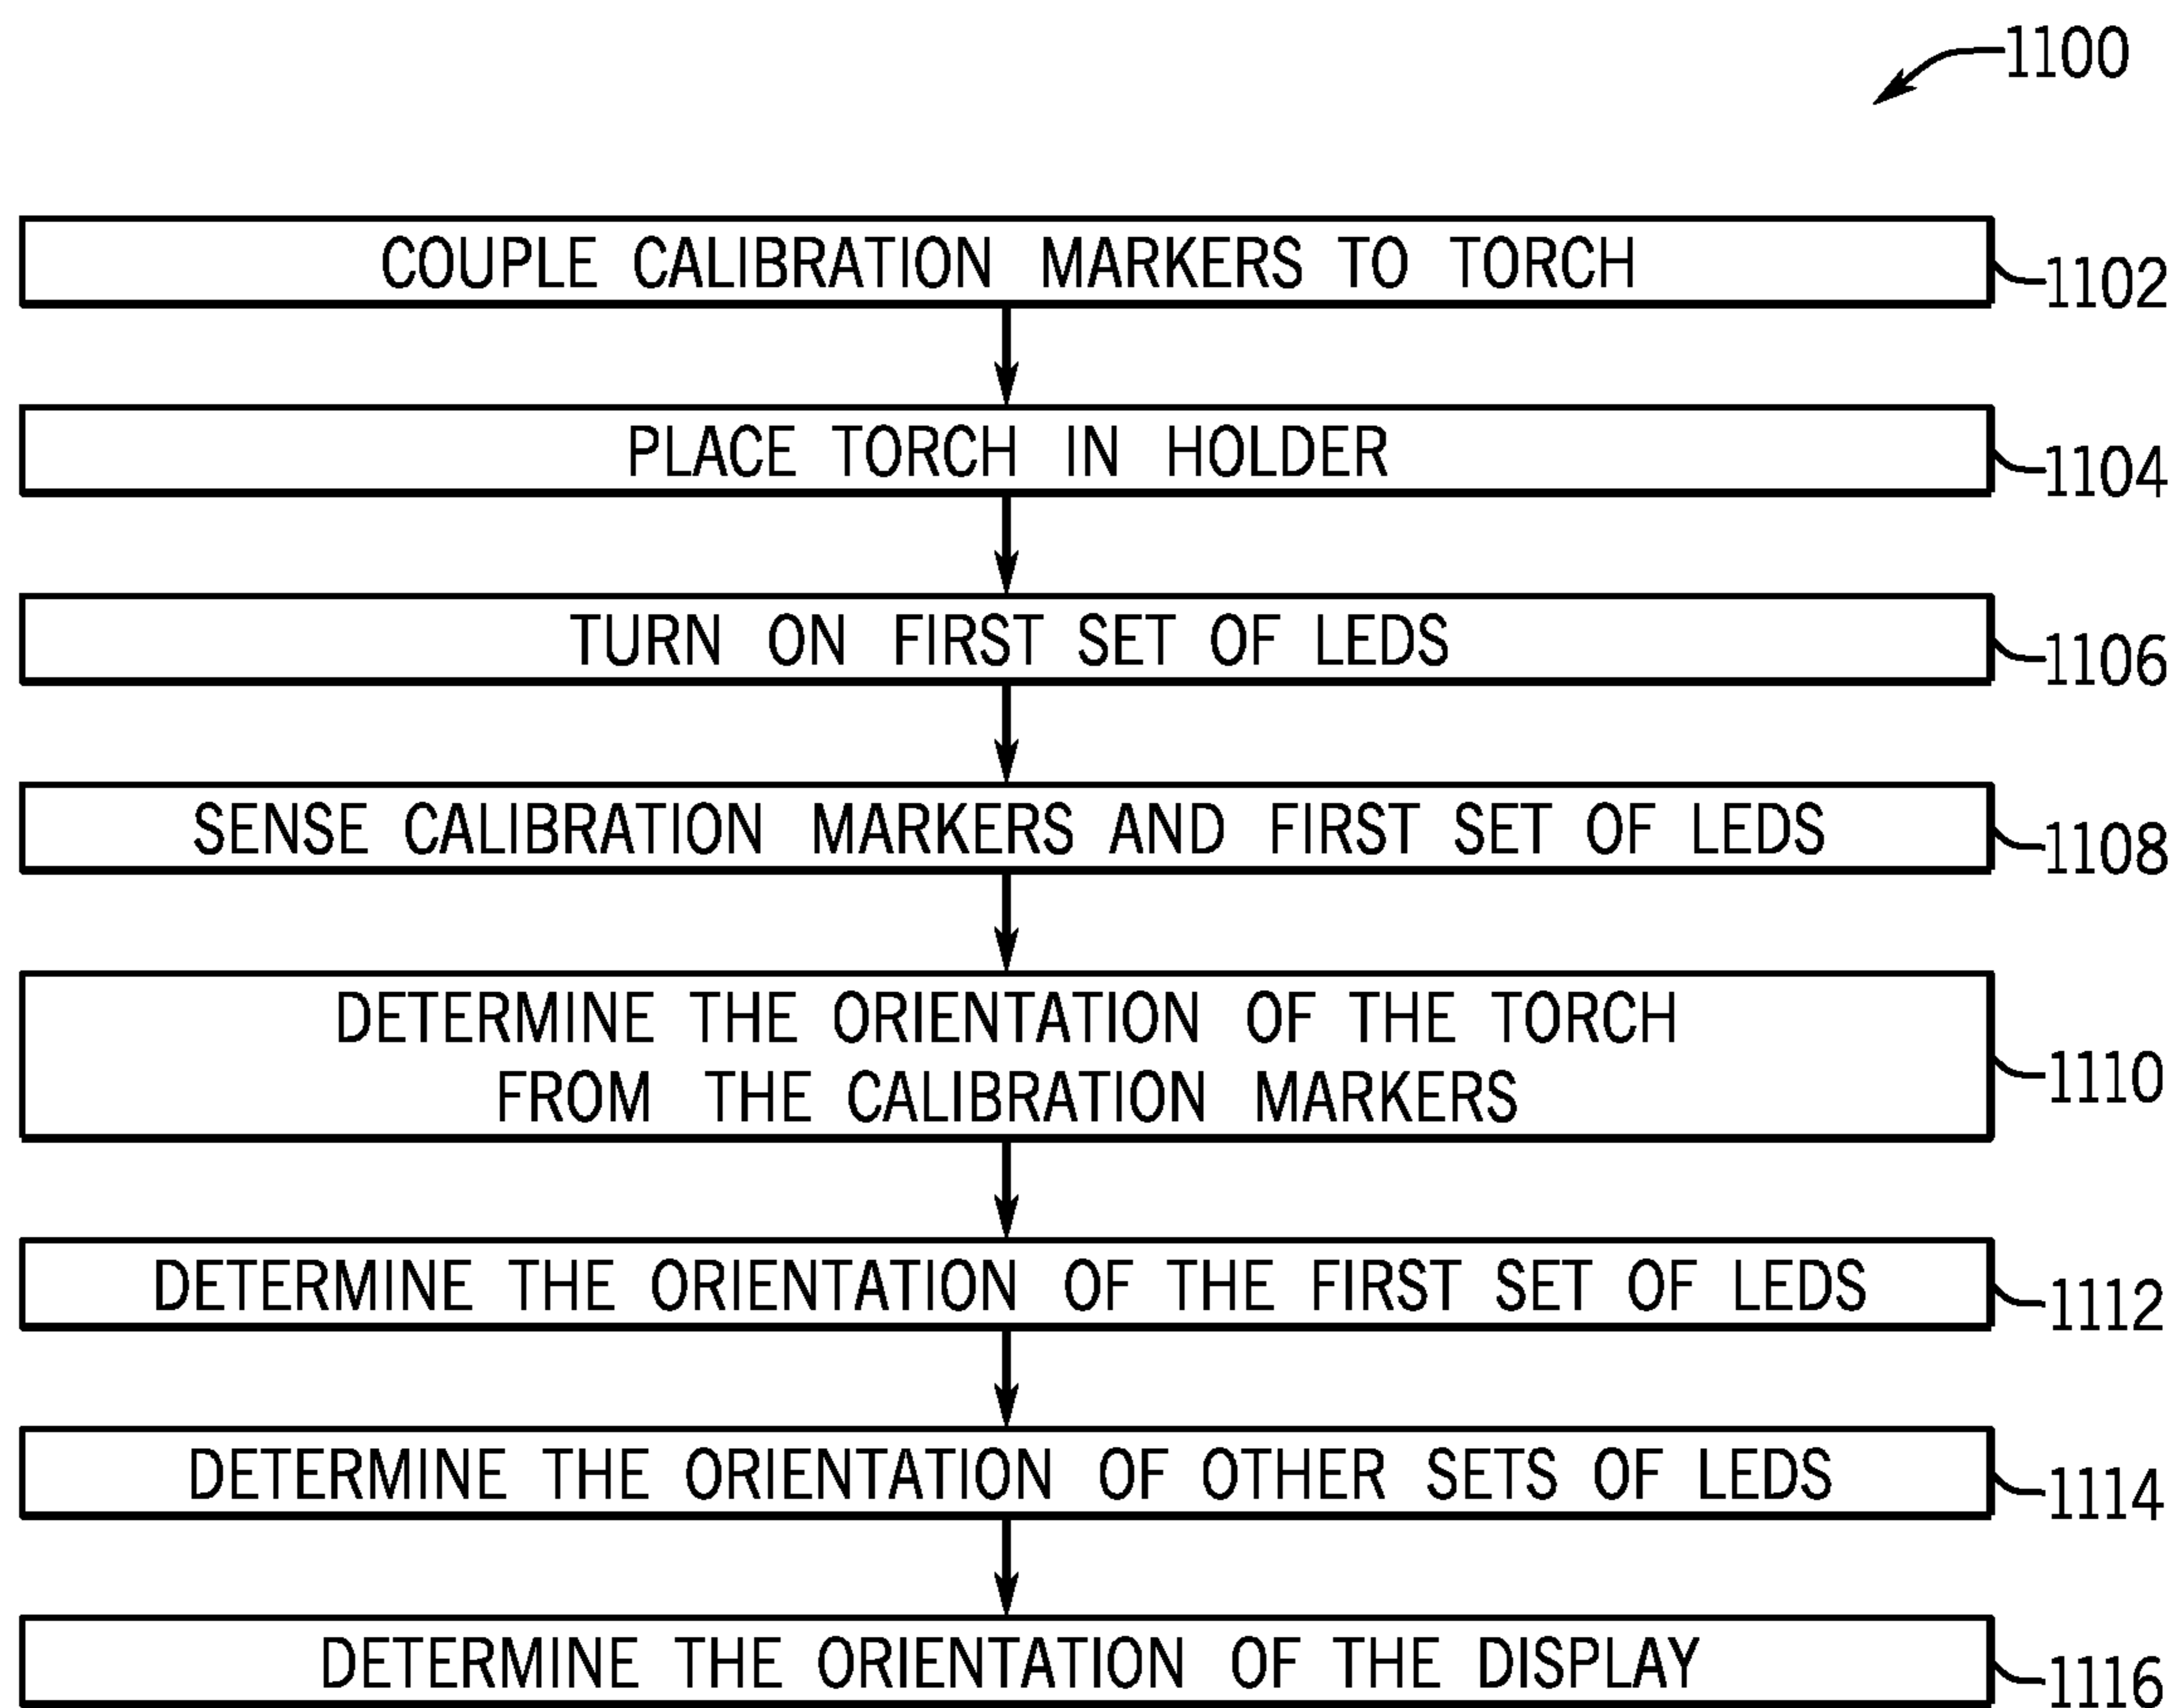 1100
COUPLE CALIBRATION MARKERS TO TORCH
1102
PLACE TORCH IN HOLDER
1104
TURN ON FIRST SET OF LEDS
1106
SENSE CALIBRATION MARKERS AND FIRST SET OF LEDS
1108
DETERMINE THE ORIENTATION OF THE TORCH
FROM THE CALIBRATION MARKERS
1110
DETERMINE THE ORIENTATION OF THE FIRST SET OF LEDS
1112
DETERMINE THE ORIENTATION OF OTHER SETS OF LEDS
1114
DETERMINE THE ORIENTATION OF THE DISPLAY
1116